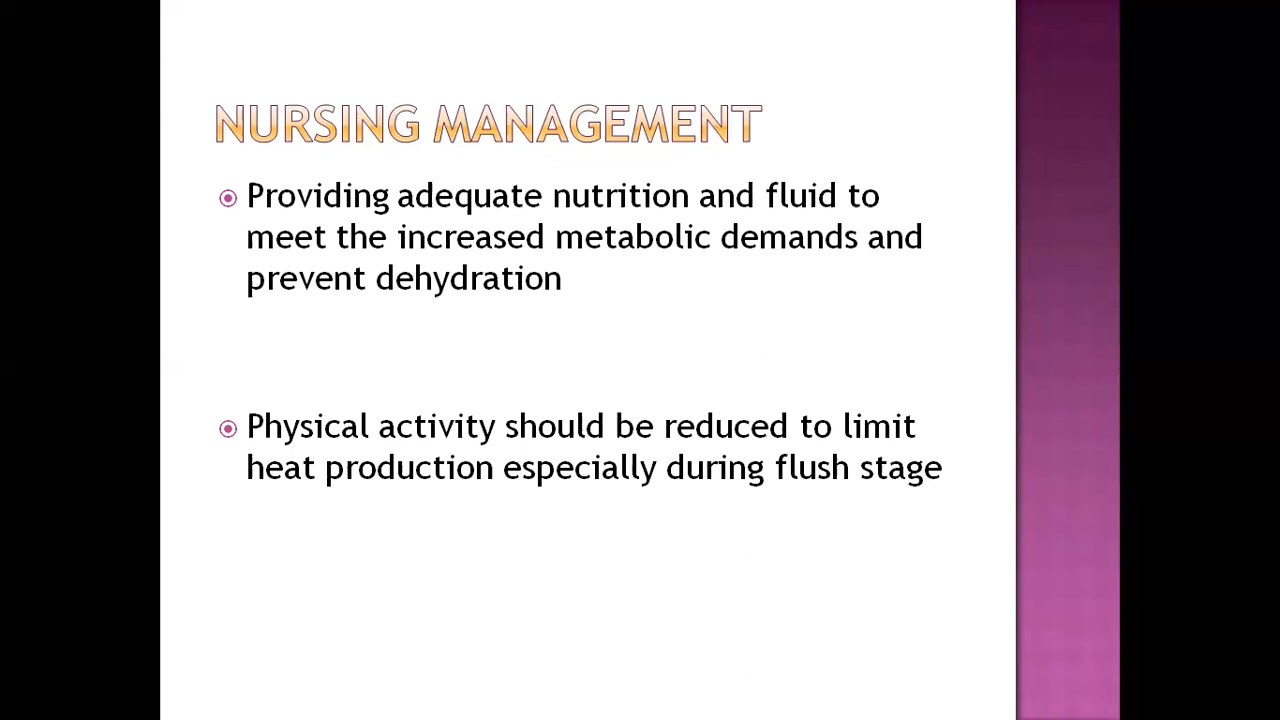 NURSING MANAGEMENT
Providing adequate nutrition and fluid to
meet the increased metabolic demands and
prevent dehydration
Physical activity should be reduced to limit
heat production especially during flush stage